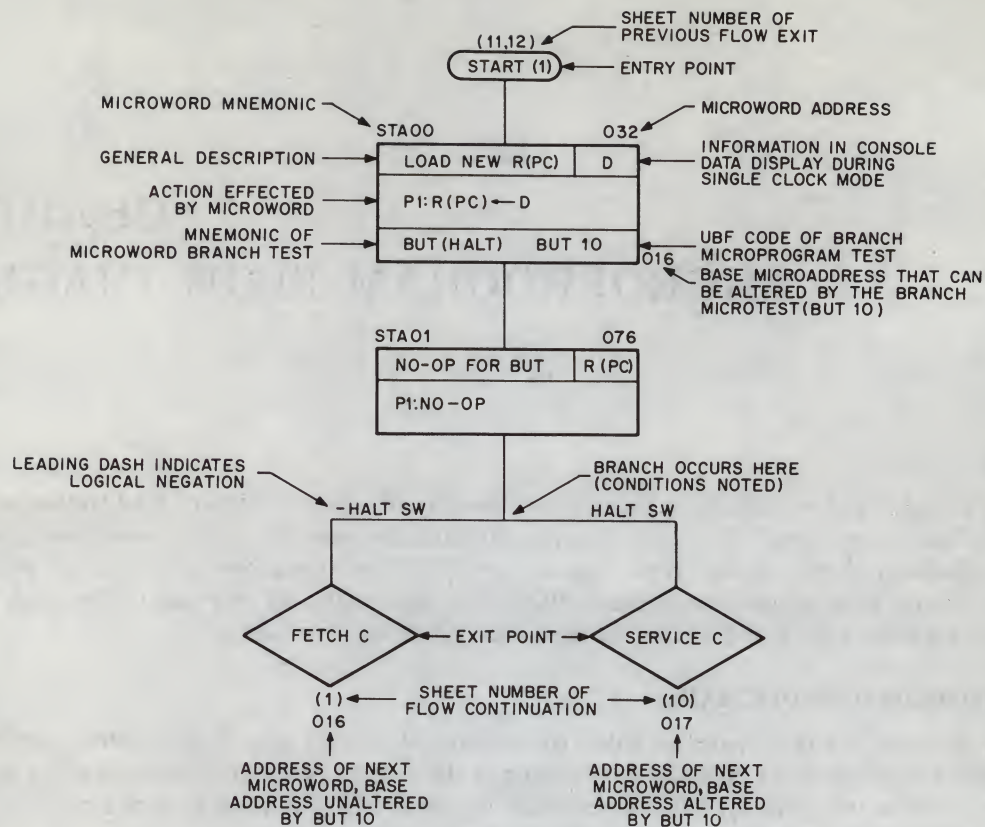 SHEET NUMBER OF
PREVIOUS FLOW EXIT
(11,12)
START (1)
ENTRY POINT
MICROWORD MNEMONIC
MICROWORD ADDRESS
STA00
032
GENERAL DESCRIPTION
LOAD NEW R(PC)
D
INFORMATION IN CONSOLE
DATA DISPLAY DURING
SINGLE CLOCK MODE
ACTION EFFECTED
BY MICROWORD
P1:R(PC)←D
MNEMONIC OF
MICROWORD BRANCH TEST
BUT(HALT) BUT 10
UBF CODE OF BRANCH
MICROPROGRAM TEST
016
BASE MICROADDRESS THAT CAN
BE ALTERED BY THE BRANCH
MICROTEST(BUT 10)
STA01
076
NO-OP FOR BUT
R(PC)
P1:NO-OP
LEADING DASH INDICATES
LOGICAL NEGATION
BRANCH OCCURS HERE
(CONDITIONS NOTED)
-HALT SW
HALT SW
FETCH C
EXIT POINT
SERVICE C
(1)
SHEET NUMBER OF
FLOW CONTINUATION
(10)
016
017
ADDRESS OF NEXT
MICROWORD, BASE
ADDRESS UNALTERED
BY BUT 10
ADDRESS OF NEXT
MICROWORD, BASE
ADDRESS ALTERED
BY BUT 10